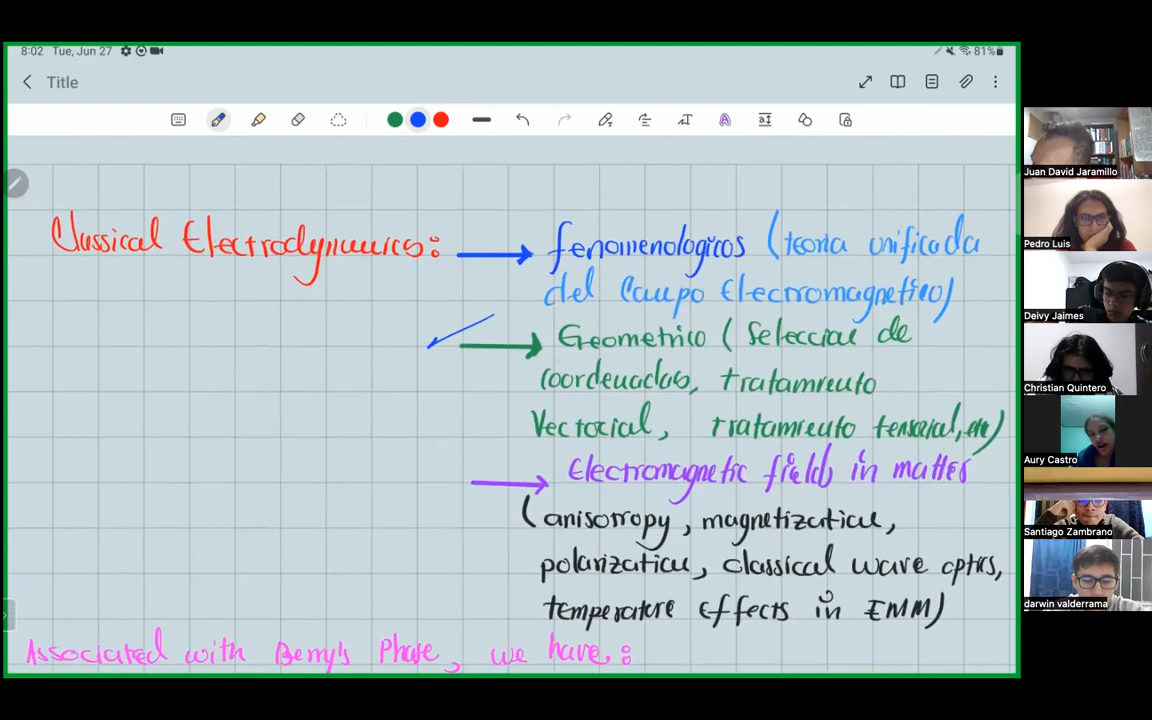 8:02 Tue, Jun 27 81%
Title
Classical Electrodynamics: fenomenologicos (teoria unificada
del Campo Electromagnetico)
Geometrico (Selección de
coordenadas, tratamiento
Vectorial, tratamiento tensorial, etc)
Electromagnetic fields in matter
(anisotropy, magnetization,
polarization, classical wave optics,
temperature effects in EMM)
Associated with Berry's Phase, we have:
Juan David Jaramillo
Pedro Luis
Deivy Jaimes
Christian Quintero
Aury Castro
Santiago Zambrano
darwin valderrama